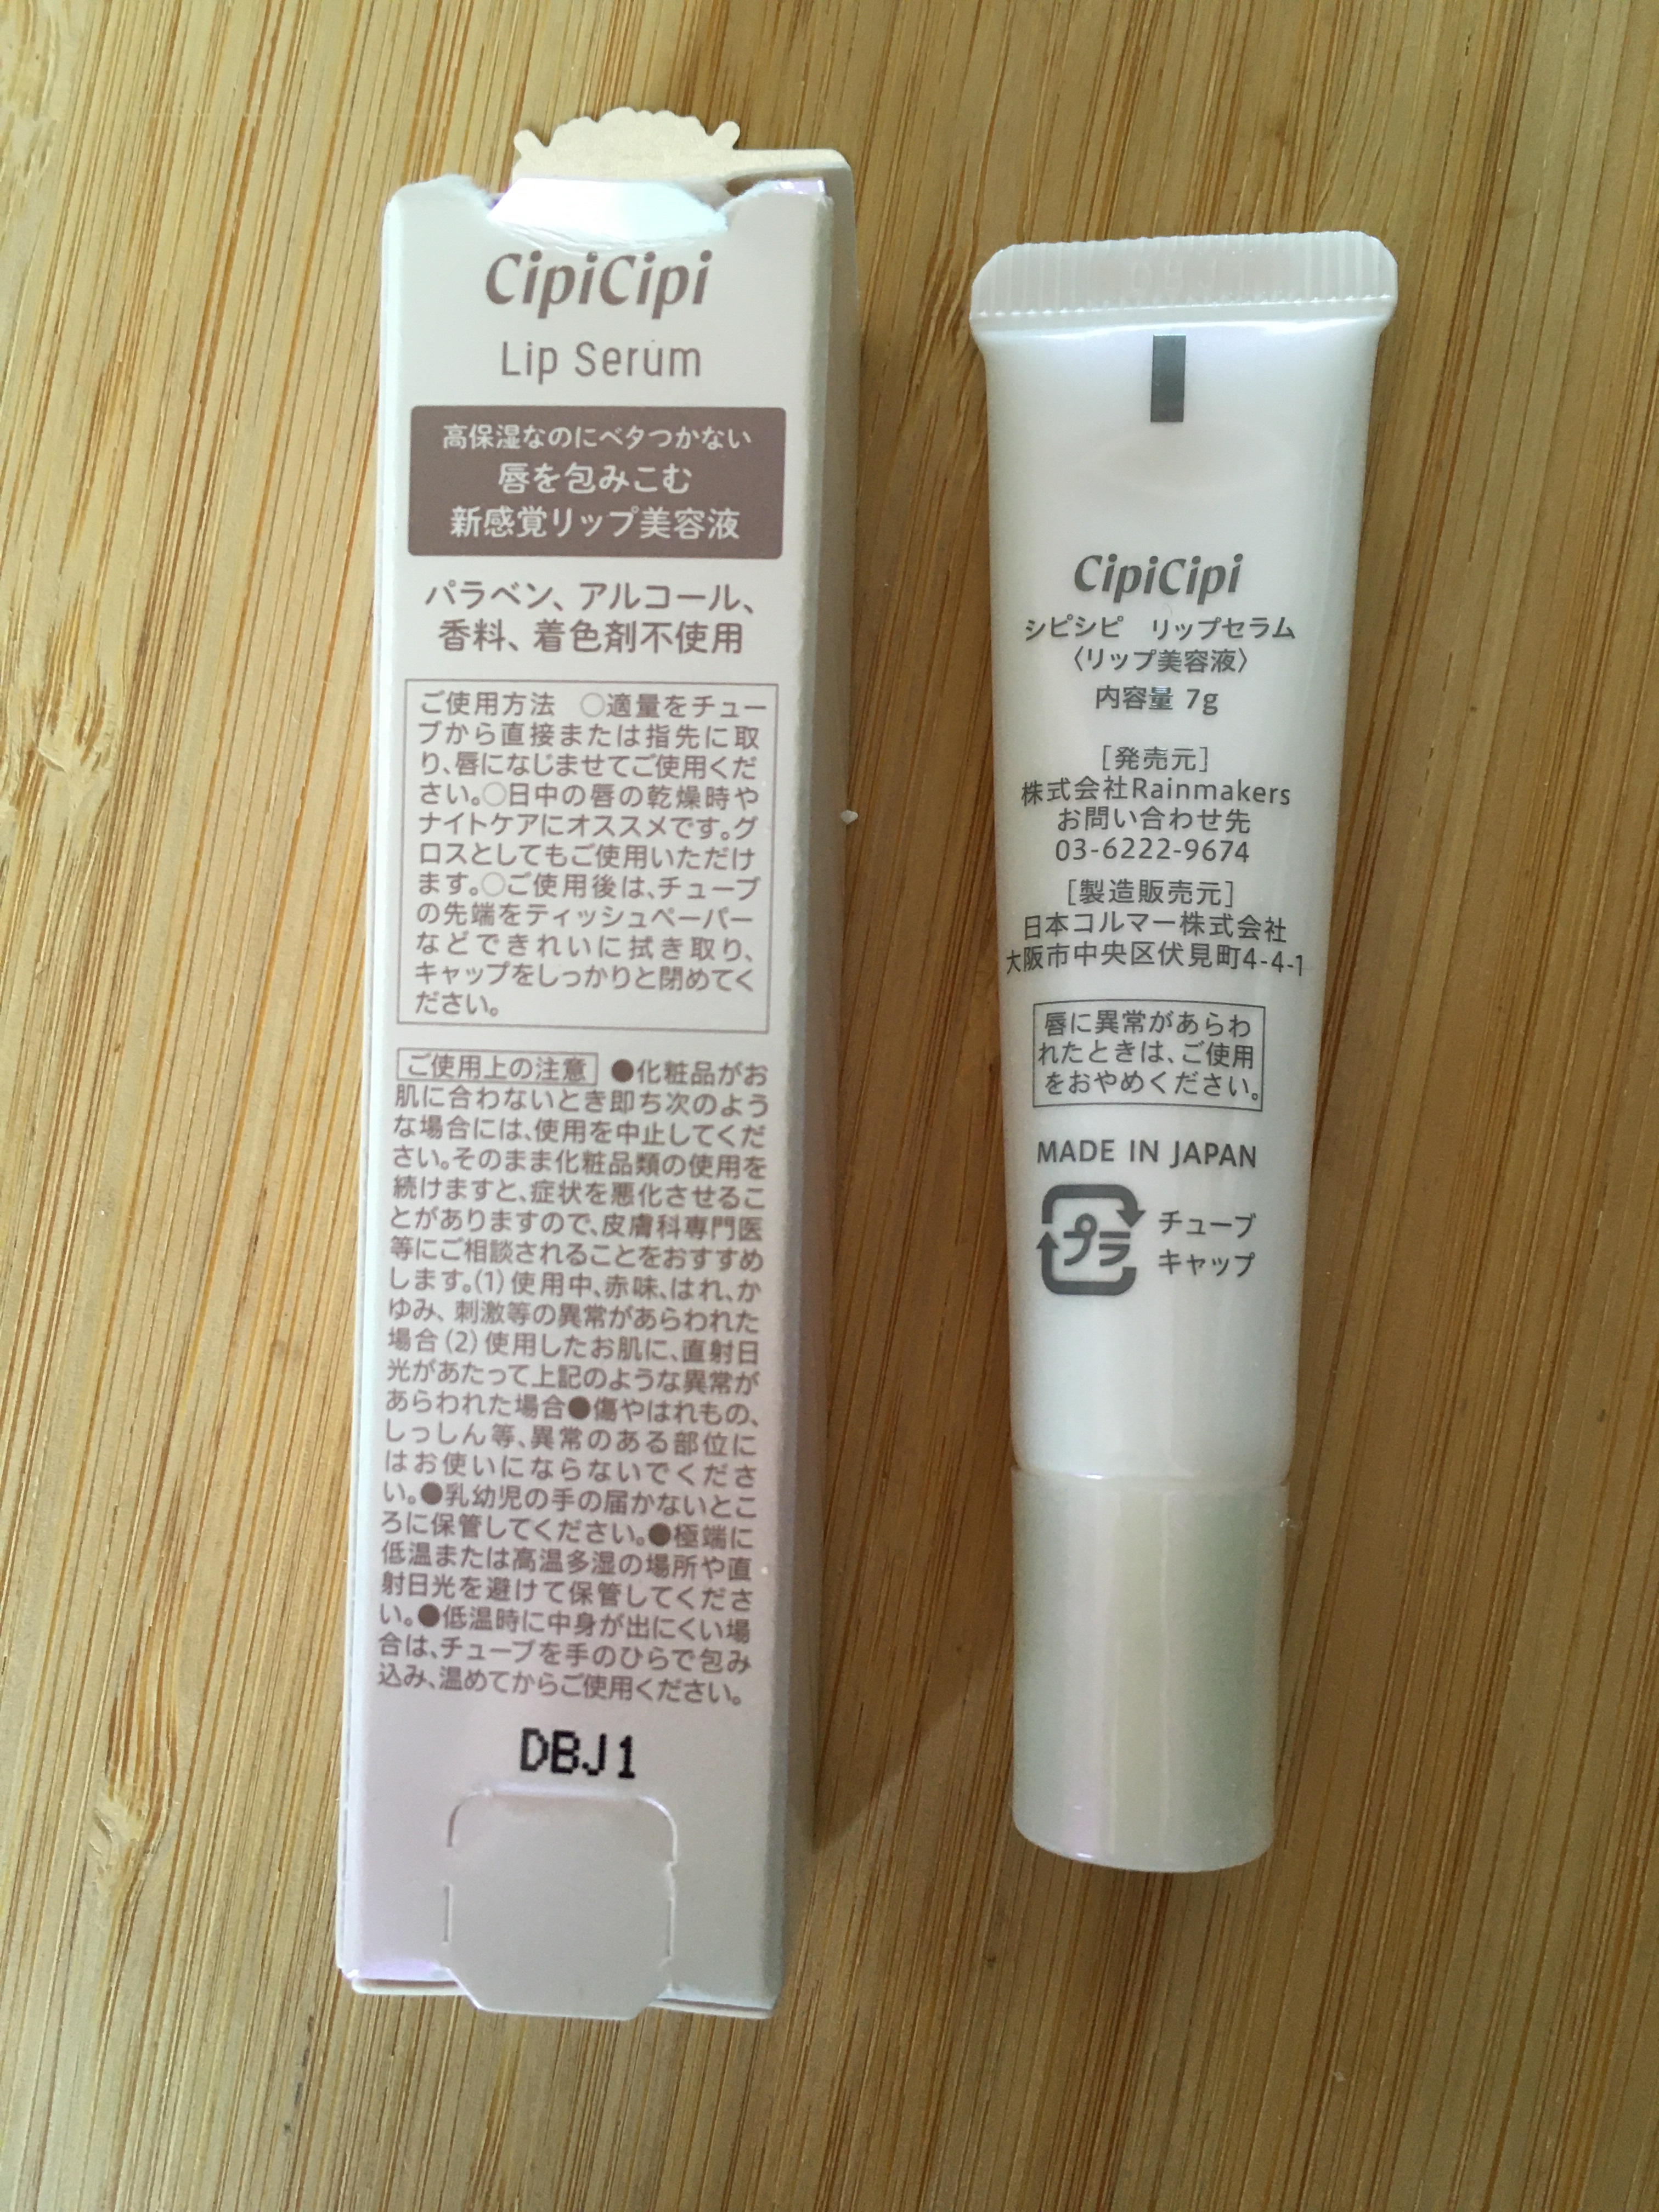 CipiCipi
Lip Serum
高保湿なのにベタつかない
唇を包みこむ
新感覚リップ美容液
パラベン、アルコール、
香料、着色剤不使用
ご使用方法　○適量をチュー
ブから直接または指先に取
り、唇になじませてご使用くだ
さい。○日中の唇の乾燥時や
ナイトケアにオススメです。グ
ロスとしてもご使用いただけ
ます。○ご使用後は、チューブ
の先端をティッシュペーパー
などできれいに拭き取り、
キャップをしっかりと閉めてく
ださい。
ご使用上の注意 ●化粧品がお
肌に合わないとき即ち次のよう
な場合には、使用を中止してくだ
さい。そのまま化粧品類の使用を
続けますと、症状を悪化させるこ
とがありますので、皮膚科専門医
等にご相談されることをおすすめ
します。(1)使用中、赤味、はれ、か
ゆみ、刺激等の異常があらわれた
場合(2)使用したお肌に、直射日
光があたって上記のような異常が
あらわれた場合●傷やはれもの、
しっしん等、異常のある部位に
はお使いにならないでくださ
い。●乳幼児の手の届かないとこ
ろに保管してください。●極端に
低温または高温多湿の場所や直
射日光を避けて保管してくださ
い。●低温時に中身が出にくい場
合は、チューブを手のひらで包み
込み、温めてからご使用ください。
DBJ1
CipiCipi
シピシピ　リップセラム
〈リップ美容液〉
内容量 7g
［発売元］
株式会社Rainmakers
お問い合わせ先
03-6222-9674
［製造販売元］
日本コルマー株式会社
大阪市中央区伏見町4-4-1
唇に異常があらわ
れたときは、ご使用
をおやめください。
MADE IN JAPAN
プラ
チューブ
キャップ